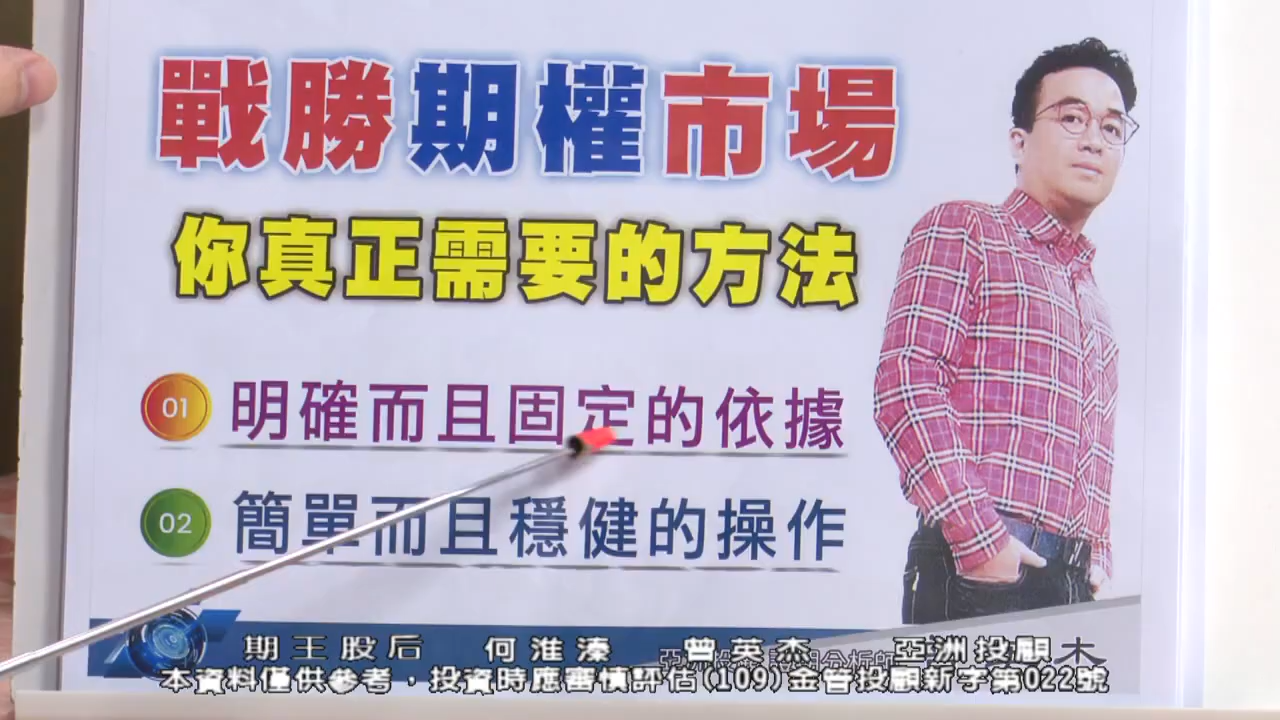 戰勝期權市場
你真正需要的方法
01 明確而且固定的依據
02 簡單而且穩健的操作
期王股后 何淮溱 曾英杰 亞洲投顧
本資料僅供參考，投資時應審慎評估(109)金管投顧新字第022號